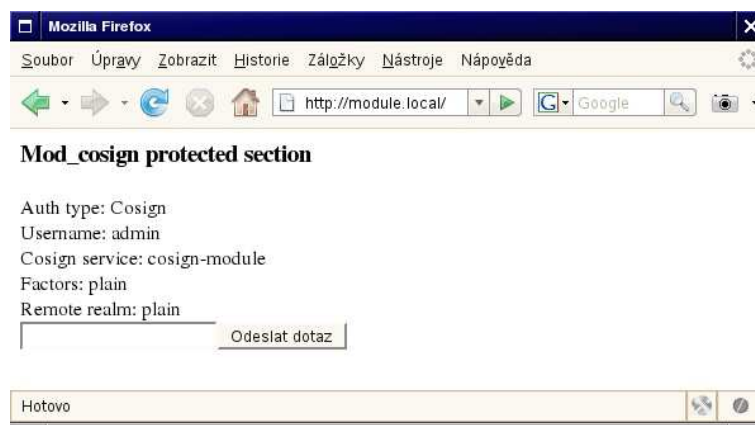 Mozilla Firefox
Soubor Úpravy Zobrazit Historie Záložky Nástroje Nápověda
http://module.local/ G Google
Mod_cosign protected section
Auth type: Cosign
Username: admin
Cosign service: cosign-module
Factors: plain
Remote realm: plain
Odeslat dotaz
Hotovo